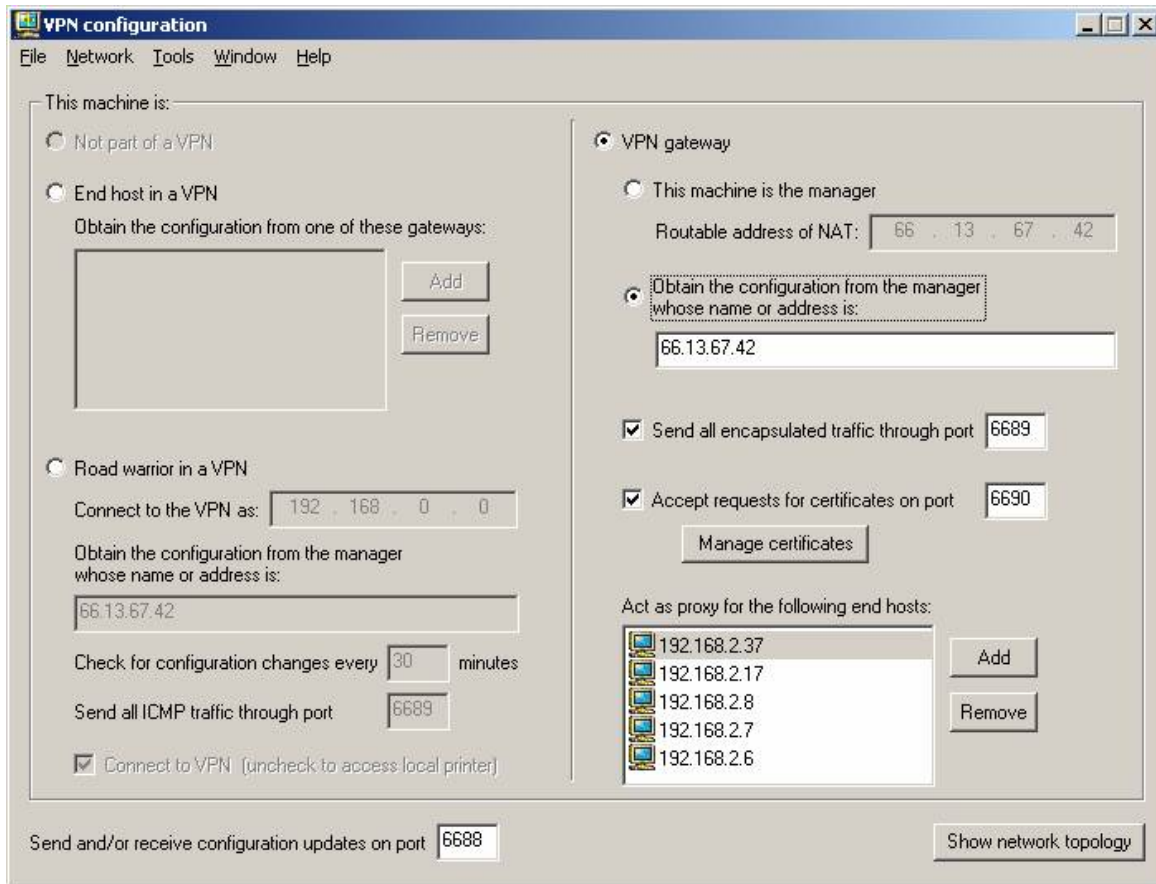 VPN configuration
File Network Tools Window Help
This machine is:
Not part of a VPN
End host in a VPN
Obtain the configuration from one of these gateways:
Add
Remove
Road warrior in a VPN
Connect to the VPN as: 192 . 168 . 0 . 0
Obtain the configuration from the manager
whose name or address is:
66.13.67.42
Check for configuration changes every 30 minutes
Send all ICMP traffic through port 6689
Connect to VPN (uncheck to access local printer)
VPN gateway
This machine is the manager
Routable address of NAT: 66 . 13 . 67 . 42
Obtain the configuration from the manager
whose name or address is:
66.13.67.42
Send all encapsulated traffic through port 6689
Accept requests for certificates on port 6690
Manage certificates
Act as proxy for the following end hosts:
192.168.2.37
192.168.2.17
192.168.2.8
192.168.2.7
192.168.2.6
Add
Remove
Send and/or receive configuration updates on port 6688
Show network topology